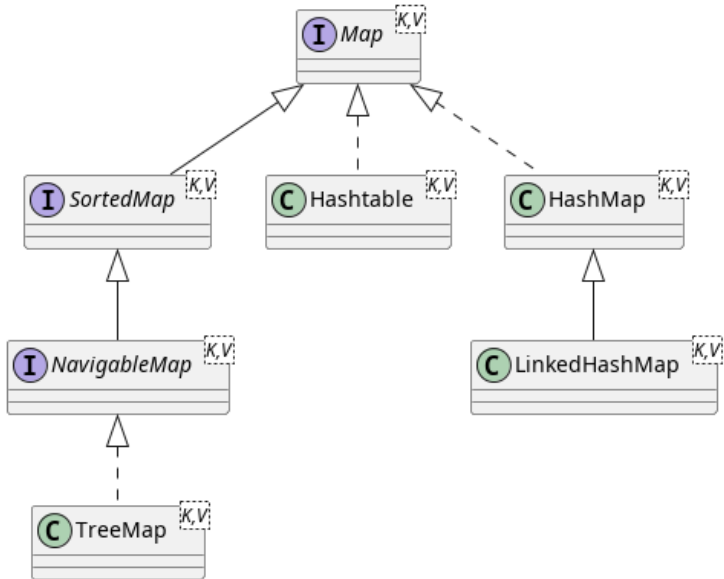 I Map K,V
I SortedMap K,V
C Hashtable K,V
C HashMap K,V
I NavigableMap K,V
C LinkedHashMap K,V
C TreeMap K,V